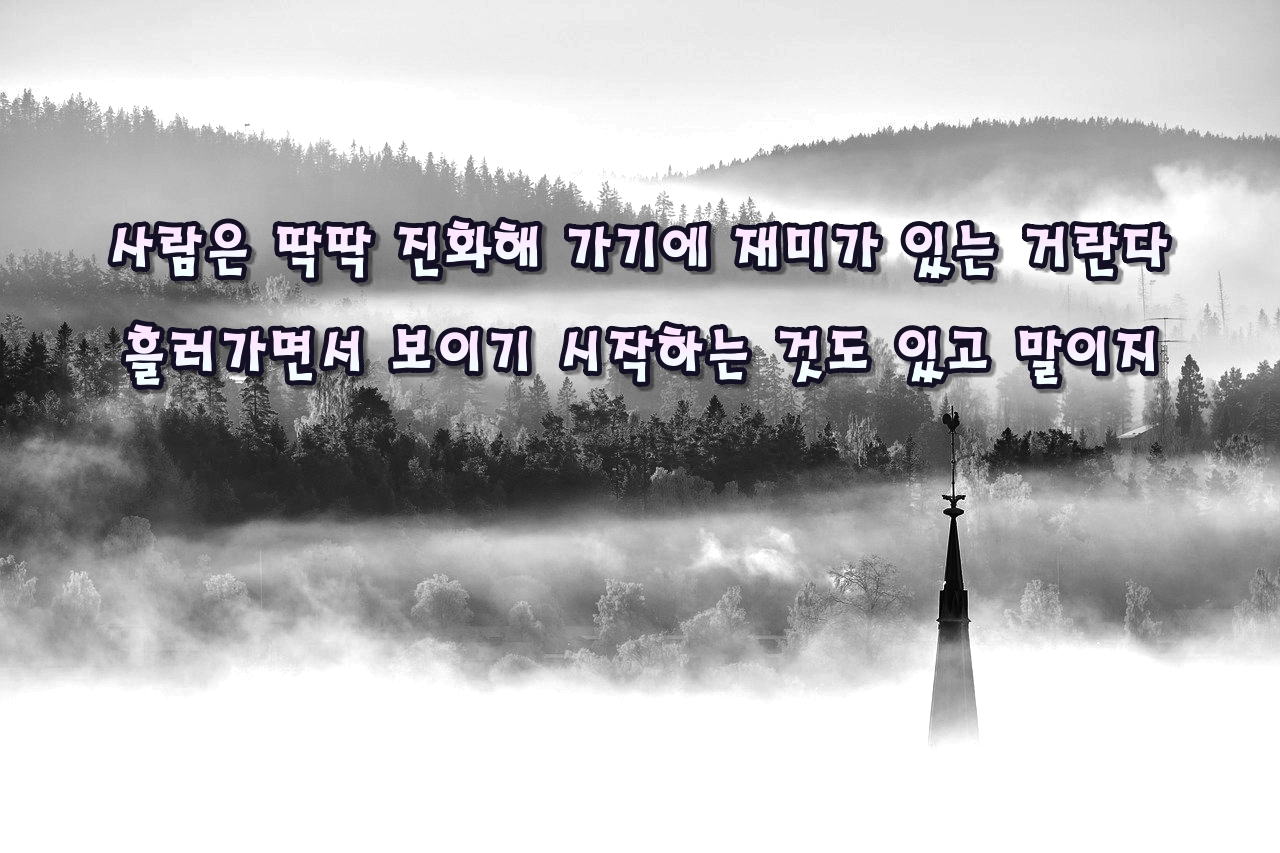 사람은 딱딱 진화해 가기에 재미가 있는 거란다
흘러가면서 보이기 시작하는 것도 있고 말이지